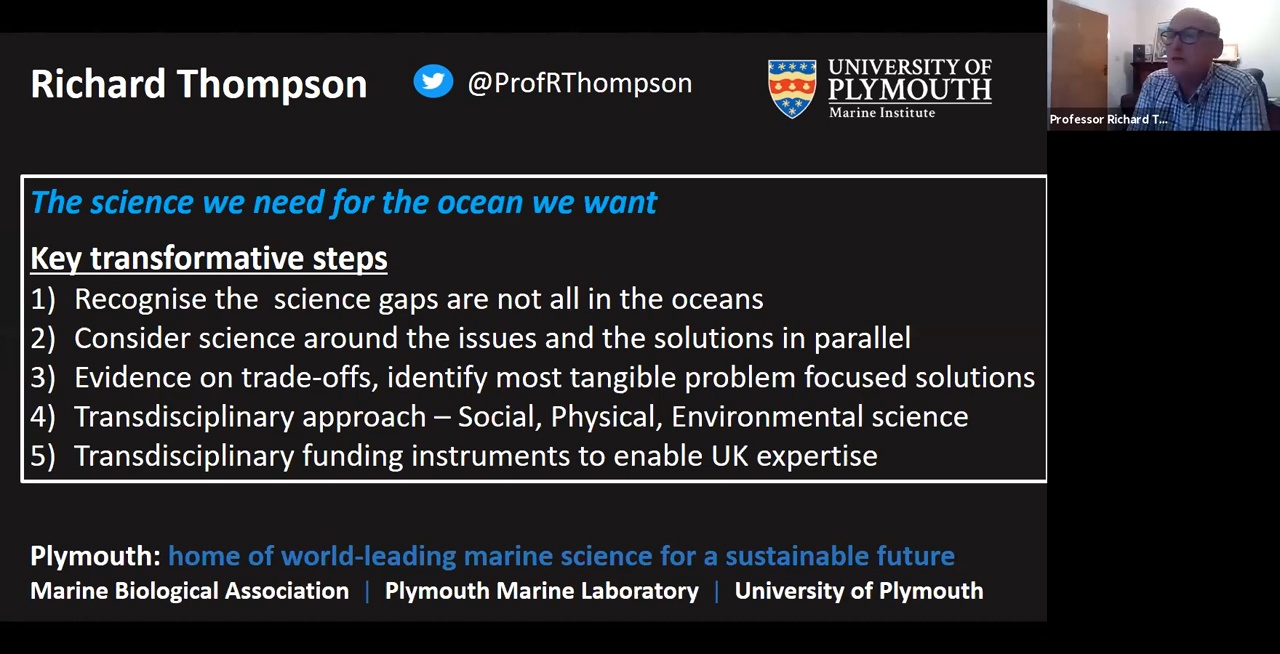 Richard Thompson
@ProfRThompson
UNIVERSITY OF
PLYMOUTH
Marine Institute
Professor Richard T...
The science we need for the ocean we want
Key transformative steps
1) Recognise the science gaps are not all in the oceans
2) Consider science around the issues and the solutions in parallel
3) Evidence on trade-offs, identify most tangible problem focused solutions
4) Transdisciplinary approach – Social, Physical, Environmental science
5) Transdisciplinary funding instruments to enable UK expertise
Plymouth: home of world-leading marine science for a sustainable future
Marine Biological Association | Plymouth Marine Laboratory | University of Plymouth